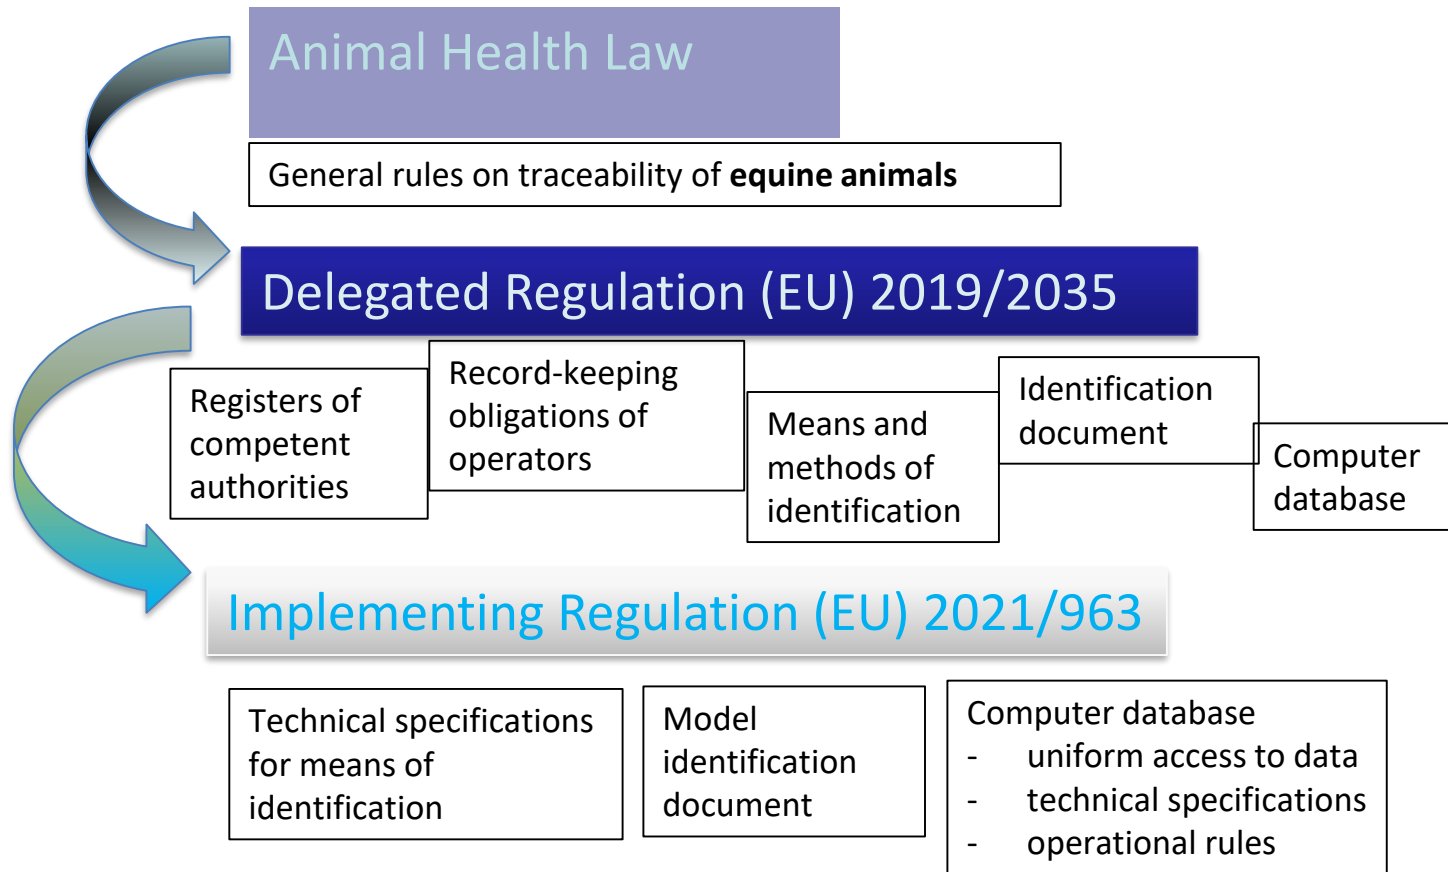 Animal Health Law
General rules on traceability of equine animals
Delegated Regulation (EU) 2019/2035
Registers of
competent
authorities
Record-keeping
obligations of
operators
Means and
methods of
identification
Identification
document
Computer
database
Implementing Regulation (EU) 2021/963
Technical specifications
for means of
identification
Model
identification
document
Computer database
- uniform access to data
- technical specifications
- operational rules